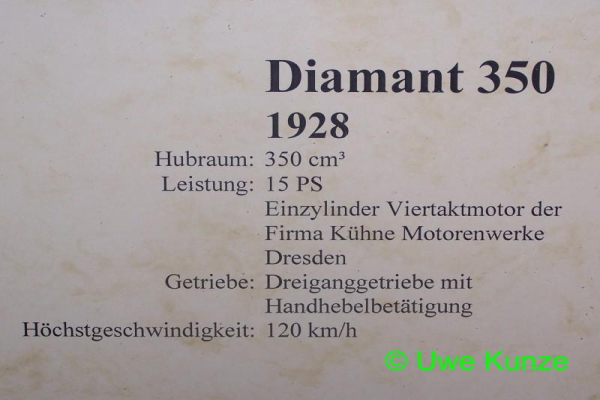 Diamant 350
1928
Hubraum: 350 cm³
Leistung: 15 PS
Einzylinder Viertaktmotor der
Firma Kühne Motorenwerke
Dresden
Getriebe: Dreiganggetriebe mit
Handhebelbetätigung
Höchstgeschwindigkeit: 120 km/h
© Uwe Kunze